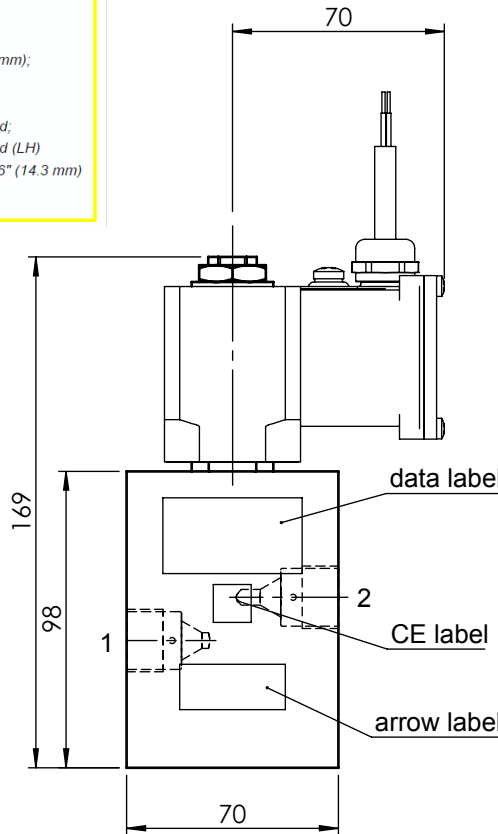 70
mm);
d;
d (LH)
6" (14.3 mm)
169
98
data label
1
2
CE label
arrow label
70